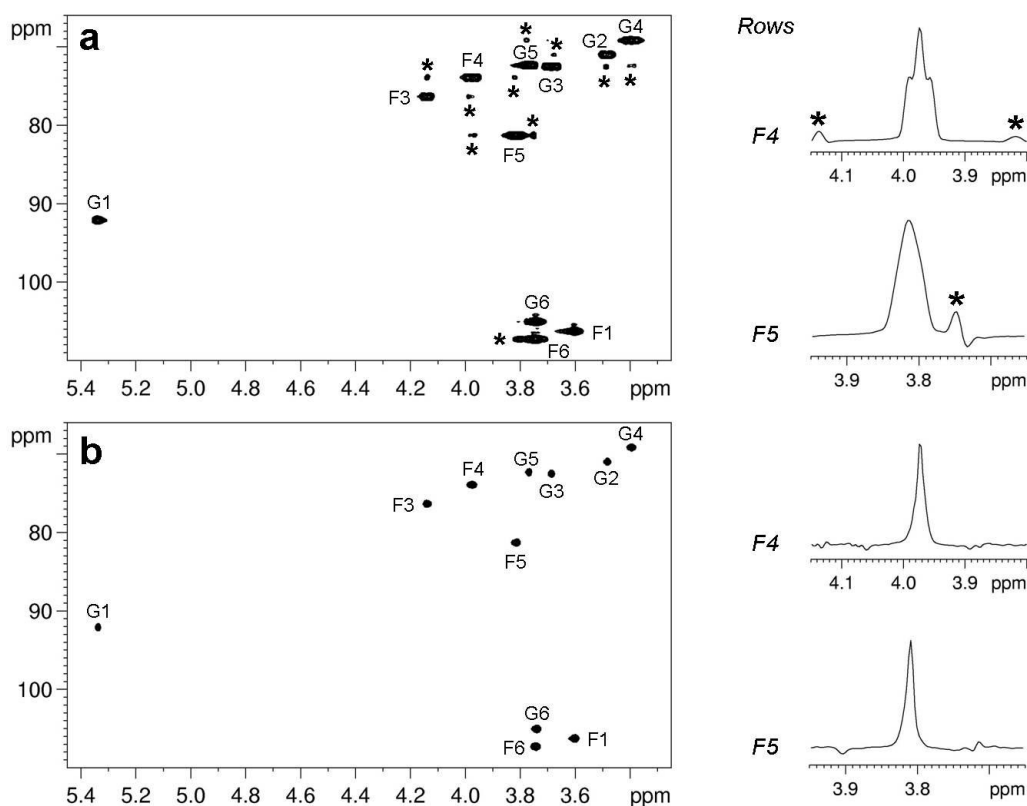 ppm
a
G1
F3
F4
G5
G3
G2
G4
F5
G6
F6
F1
*
*
*
*
*
*
*
*
*
*
80
90
100
5.4 5.2 5.0 4.8 4.6 4.4 4.2 4.0 3.8 3.6 ppm
Rows
F4
* *
4.1 4.0 3.9 ppm
F5
*
3.9 3.8 ppm
ppm
b
G1
F3
F4
G5
G3
G2
G4
F5
G6
F6
F1
80
90
100
5.4 5.2 5.0 4.8 4.6 4.4 4.2 4.0 3.8 3.6 ppm
F4
4.1 4.0 3.9 ppm
F5
3.9 3.8 ppm